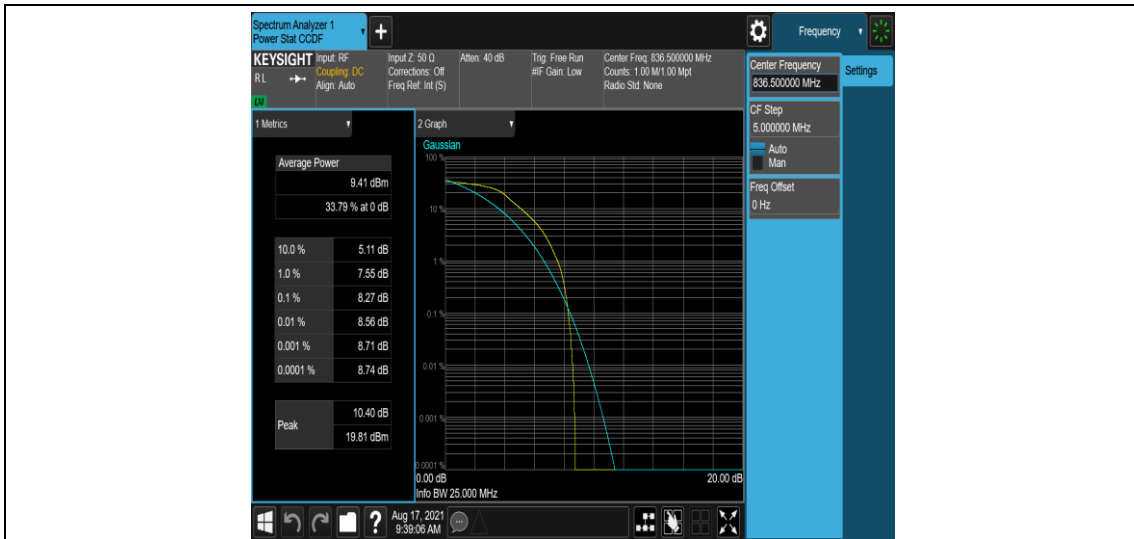 Spectrum Analyzer 1
Power Stat CCDF
+
Frequency
KEYSIGHT
RL
LM
Input: RF
Coupling: DC
Align: Auto
Input Z: 50 Ω
Corrections: Off
Freq Ref: Int (S)
Atten: 40 dB
Trig: Free Run
#IF Gain: Low
Center Freq: 836.500000 MHz
Counts: 1.00 M/1.00 Mpt
Radio Std: None
Center Frequency
836.500000 MHz
Settings
CF Step
5.000000 MHz
Auto
Man
Freq Offset
0 Hz
1 Metrics
Average Power
9.41 dBm
33.79 % at 0 dB
10.0 % 5.11 dB
1.0 % 7.55 dB
0.1 % 8.27 dB
0.01 % 8.56 dB
0.001 % 8.71 dB
0.0001 % 8.74 dB
Peak
10.40 dB
19.81 dBm
2 Graph
Gaussian
100 %
10 %
1 %
0.1 %
0.01 %
0.001 %
0.0001 %
0.00 dB 20.00 dB
Info BW 25.000 MHz
?
Aug 17, 2021
9:39:06 AM